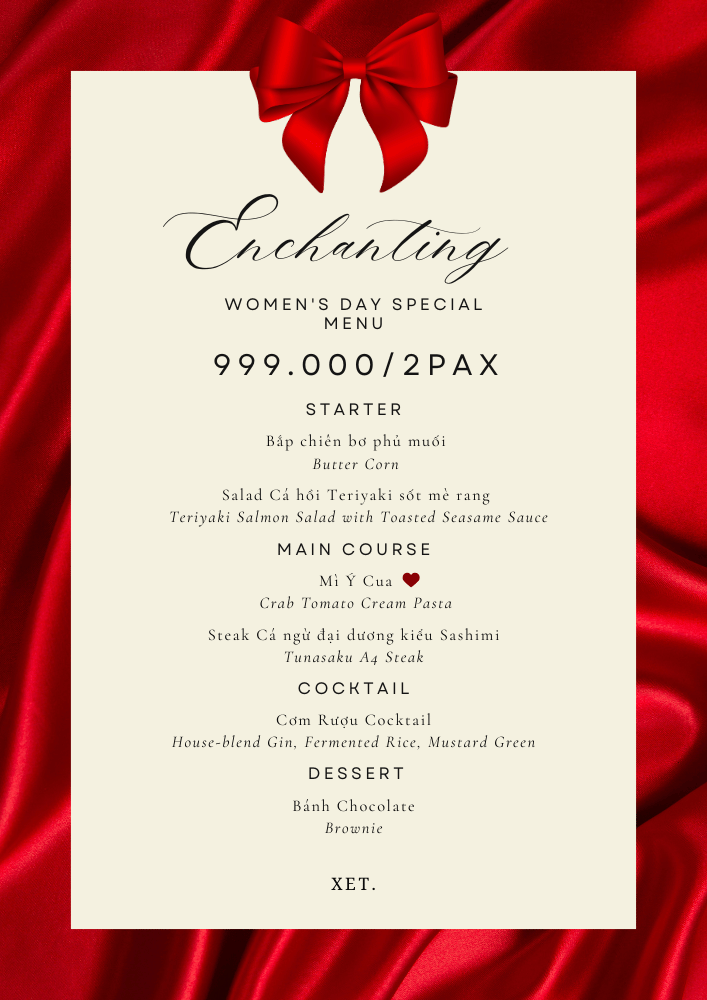 Enchanting
WOMEN'S DAY SPECIAL
MENU
999.000/2PAX
STARTER
Bắp chiên bơ phủ muối
Butter Corn
Salad Cá hồi Teriyaki sốt mè rang
Teriyaki Salmon Salad with Toasted Seasame Sauce
MAIN COURSE
Mì Ý Cua
Crab Tomato Cream Pasta
Steak Cá ngừ đại dương kiểu Sashimi
Tunasaku A4 Steak
COCKTAIL
Cơm Rượu Cocktail
House-blend Gin, Fermented Rice, Mustard Green
DESSERT
Bánh Chocolate
Brownie
XET.